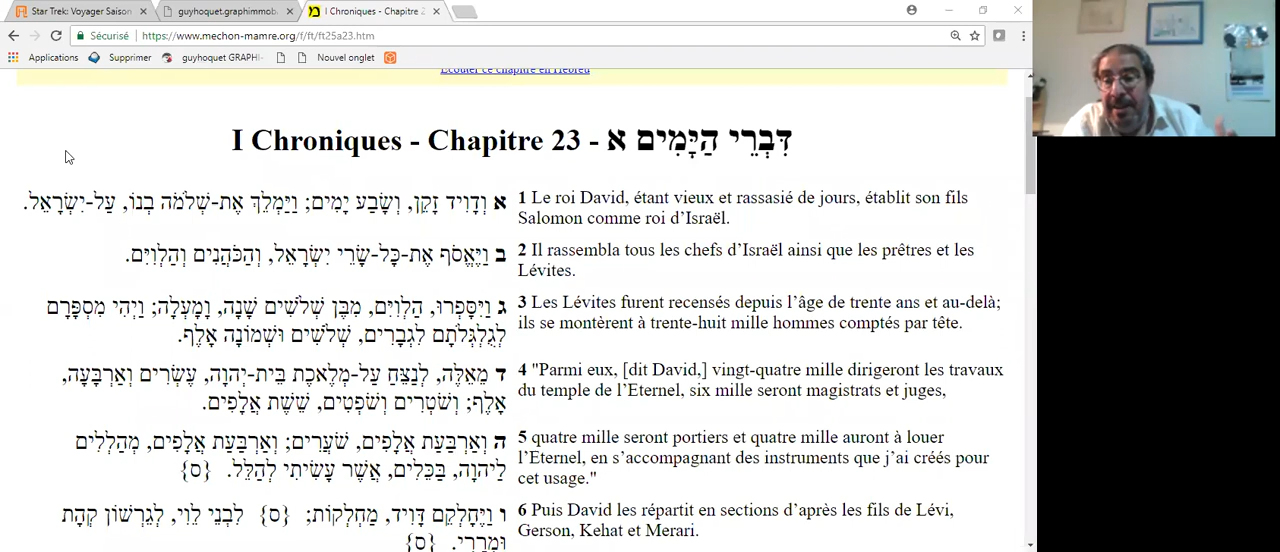 Star Trek: Voyager Saison
guyhoquet.graphimmo
I Chroniques - Chapitre 2
Sécurisé
https://www.mechon-mamre.org/f/ft/ft25a23.htm
Applications
Supprimer
guyhoquet GRAPHI
Nouvel onglet
Ecouter ce chapitre en Hébreu
I Chroniques - Chapitre 23 - דִּבְרֵי הַיָּמִים א
א וְדָוִיד זָקֵן, וְשָׂבַע יָמִים; וַיַּמְלֵךְ אֶת-שְׁלֹמֹה בְנוֹ, עַל-יִשְׂרָאֵל.
1 Le roi David, étant vieux et rassasié de jours, établit son fils
Salomon comme roi d’Israël.
ב וַיֶּאֱסֹף אֶת-כָּל-שָׂרֵי יִשְׂרָאֵל, וְהַכֹּהֲנִים וְהַלְוִיִּם.
2 Il rassembla tous les chefs d’Israël ainsi que les prêtres et les
Lévites.
ג וַיִּסָּפְרוּ, הַלְוִיִּם, מִבֶּן שְׁלֹשִׁים שָׁנָה, וָמָעְלָה; וַיְהִי מִסְפָּרָם
לְגֻלְגְּלֹתָם לִגְבָרִים, שְׁלֹשִׁים וּשְׁמוֹנָה אָלֶף.
3 Les Lévites furent recensés depuis l’âge de trente ans et au-delà;
ils se montèrent à trente-huit mille hommes comptés par tête.
ד מֵאֵלֶּה, לְנַצֵּחַ עַל-מְלֶאכֶת בֵּית-יְהוָה, עֶשְׂרִים וְאַרְבָּעָה,
אָלֶף; וְשֹׁטְרִים וְשֹׁפְטִים, שֵׁשֶׁת אֲלָפִים.
4 "Parmi eux, [dit David,] vingt-quatre mille dirigeront les travaux
du temple de l’Eternel, six mille seront magistrats et juges,
ה וְאַרְבַּעַת אֲלָפִים, שֹׁעֲרִים; וְאַרְבַּעַת אֲלָפִים, מְהַלְלִים
לַיהוָה, בַּכֵּלִים, אֲשֶׁר עָשִׂיתִי לְהַלֵּל. {ס}
5 quatre mille seront portiers et quatre mille auront à louer
l’Eternel, en s’accompagnant des instruments que j’ai créés pour
cet usage."
ו וַיֶּחָלְקֵם דָּוִיד, מַחְלְקוֹת; {ס} לִבְנֵי לֵוִי, לְגֵרְשׁוֹן קְהָת
וּמְרָרִי. {ס}
6 Puis David les répartit en sections d’après les fils de Lévi,
Gerson, Kehat et Merari.